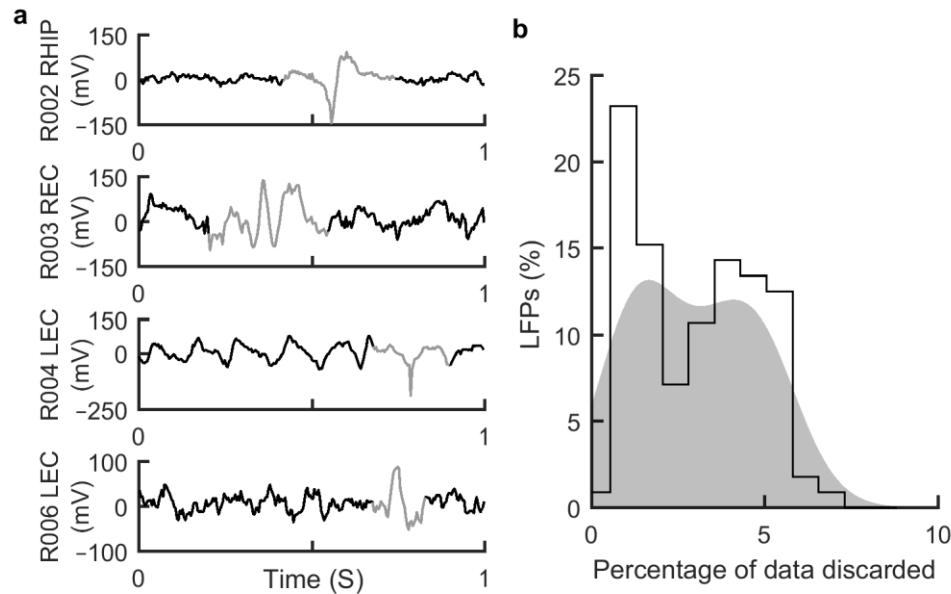 a
R002 RHIP
(mV)
150
0
−150
0
1
R003 REC
(mV)
150
0
−150
0
1
R004 LEC
(mV)
150
0
−250
0
1
R006 LEC
(mV)
100
0
−100
0
Time (S)
1
b
LFPs (%)
25
20
15
10
5
0
0
5
10
Percentage of data discarded